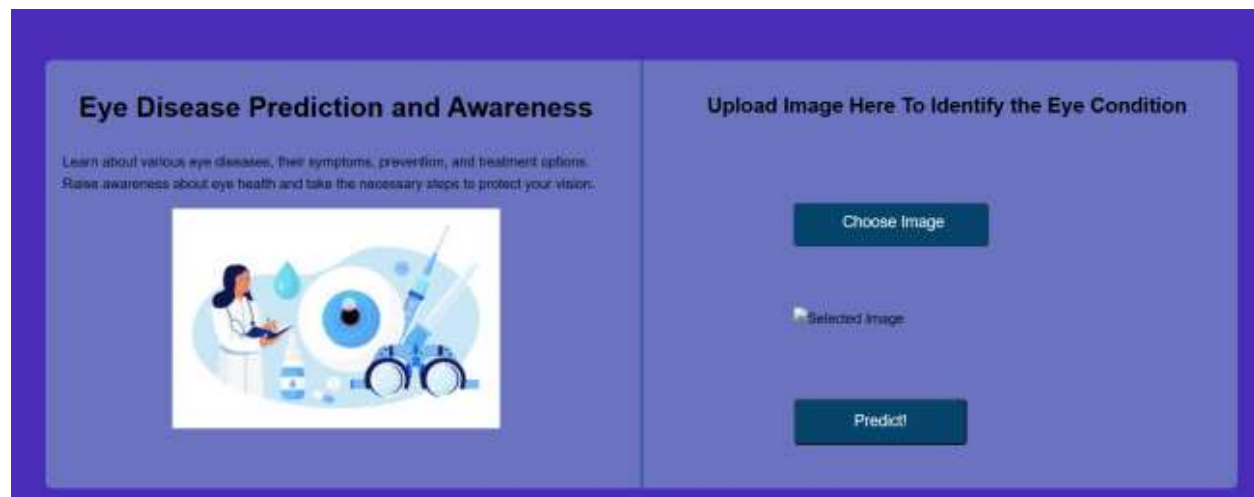 Eye Disease Prediction and Awareness
Learn about various eye diseases, their symptoms, prevention, and treatment options.
Raise awareness about eye health and take the necessary steps to protect your vision.
Upload Image Here To Identify the Eye Condition
Choose Image
Selected Image
Predict!